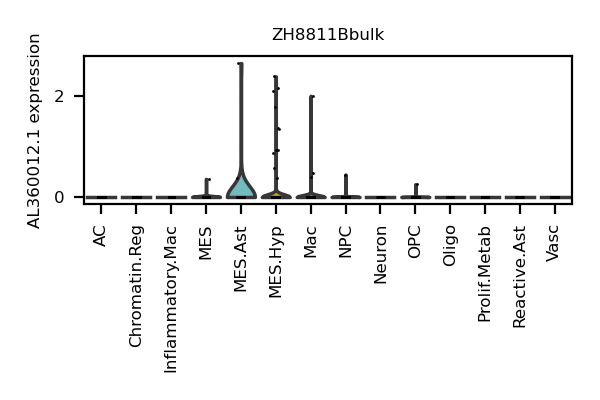 ZH8811Bbulk
AL360012.1 expression
2
0
AC
Chromatin.Reg
Inflammatory.Mac
MES
MES.Ast
MES.Hyp
Mac
NPC
Neuron
OPC
Oligo
Prolif.Metab
Reactive.Ast
Vasc